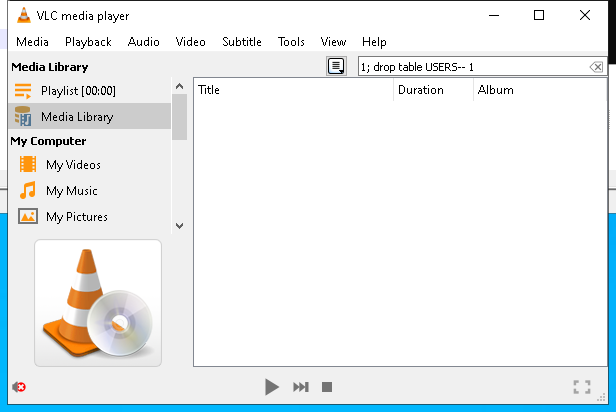 VLC media player
Media Playback Audio Video Subtitle Tools View Help
Media Library
1; drop table USERS-- 1
Playlist [00:00]
Title Duration Album
Media Library
My Computer
My Videos
My Music
My Pictures